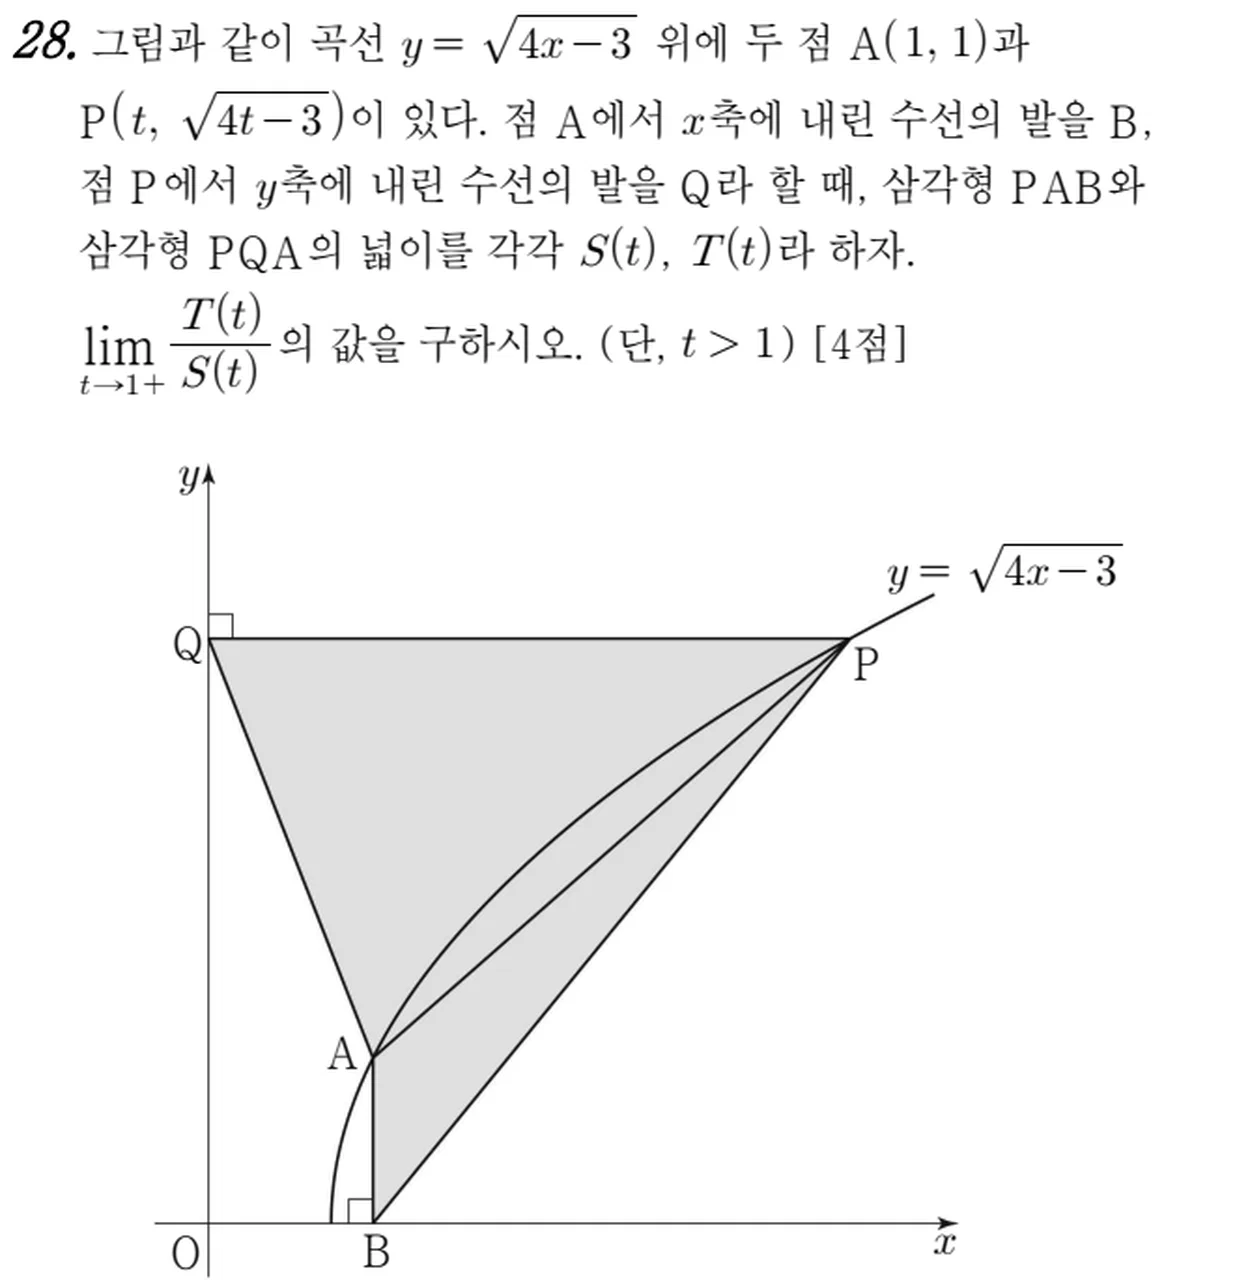 28. 그림과 같이 곡선 y = √(4x − 3) 위에 두 점 A(1, 1)과
P(t, √(4t − 3))이 있다. 점 A에서 x축에 내린 수선의 발을 B,
점 P에서 y축에 내린 수선의 발을 Q라 할 때, 삼각형 PAB와
삼각형 PQA의 넓이를 각각 S(t), T(t)라 하자.
lim t→1+ T(t)/S(t) 의 값을 구하시오. (단, t > 1) [4점]
y
y = √(4x − 3)
Q
P
A
O
B
x